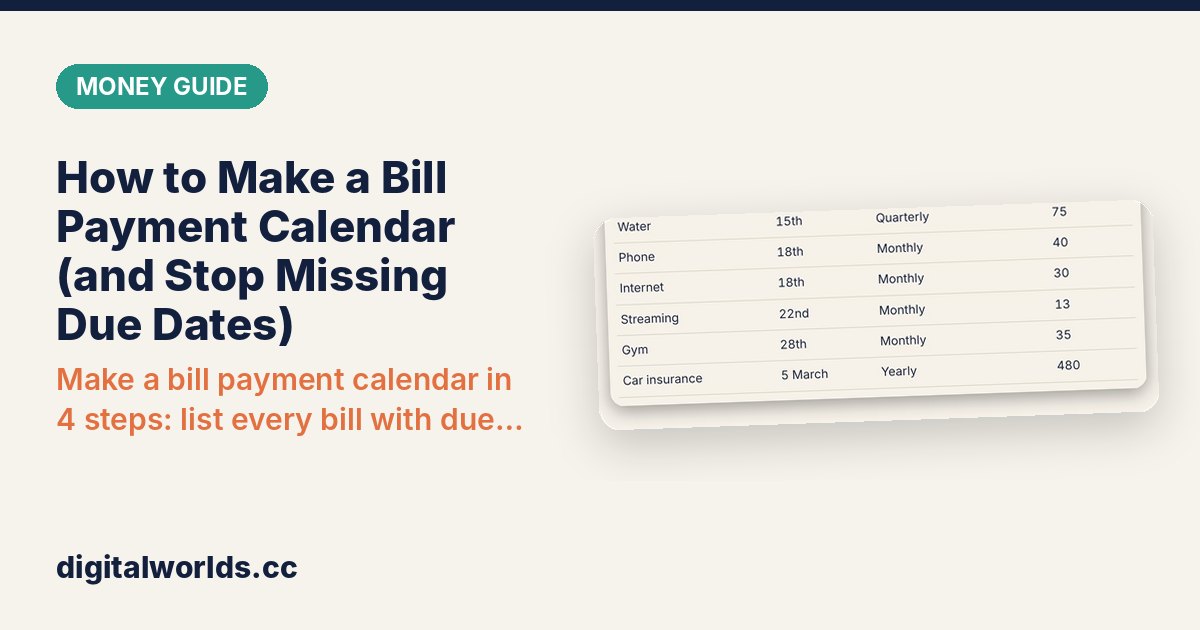 MONEY GUIDE
How to Make a Bill
Payment Calendar
(and Stop Missing
Due Dates)
Make a bill payment calendar in
4 steps: list every bill with due...
Water 15th Quarterly 75
Phone 18th Monthly 40
Internet 18th Monthly 30
Streaming 22nd Monthly 13
Gym 28th Monthly 35
Car insurance 5 March Yearly 480
digitalworlds.cc